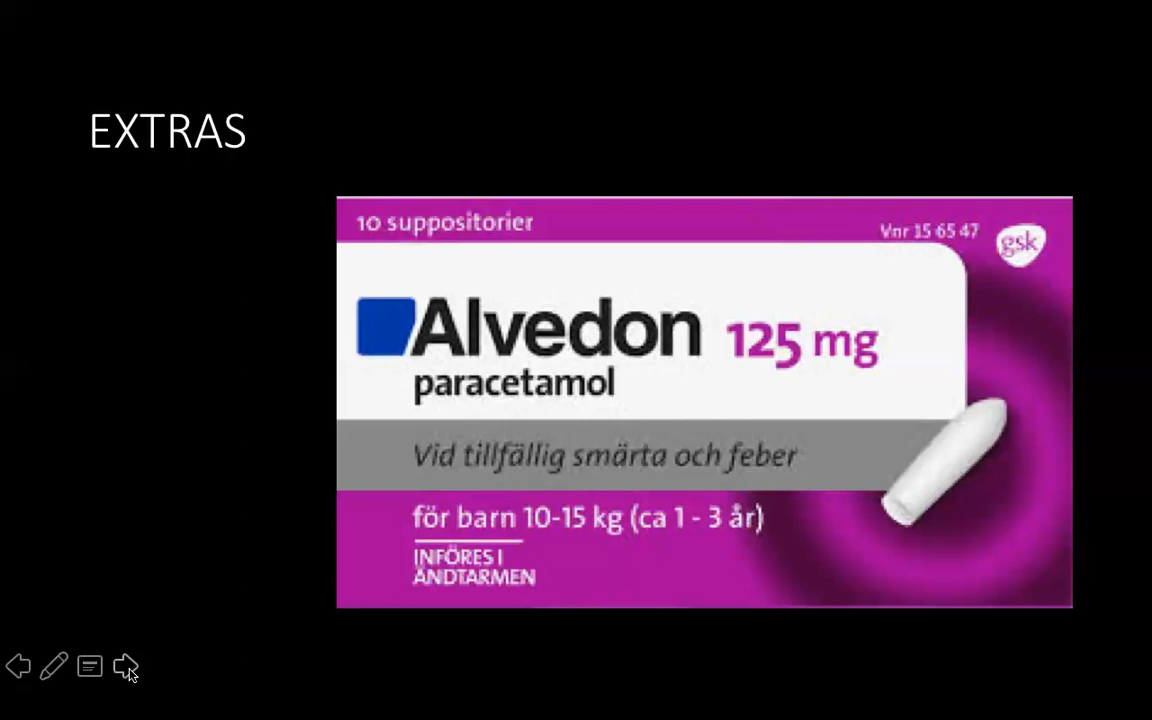 EXTRAS
10 suppositorier
Vnr 15 65 47
gsk
Alvedon 125 mg
paracetamol
Vid tillfällig smärta och feber
för barn 10-15 kg (ca 1 - 3 år)
INFÖRES I
ÄNDTARMEN